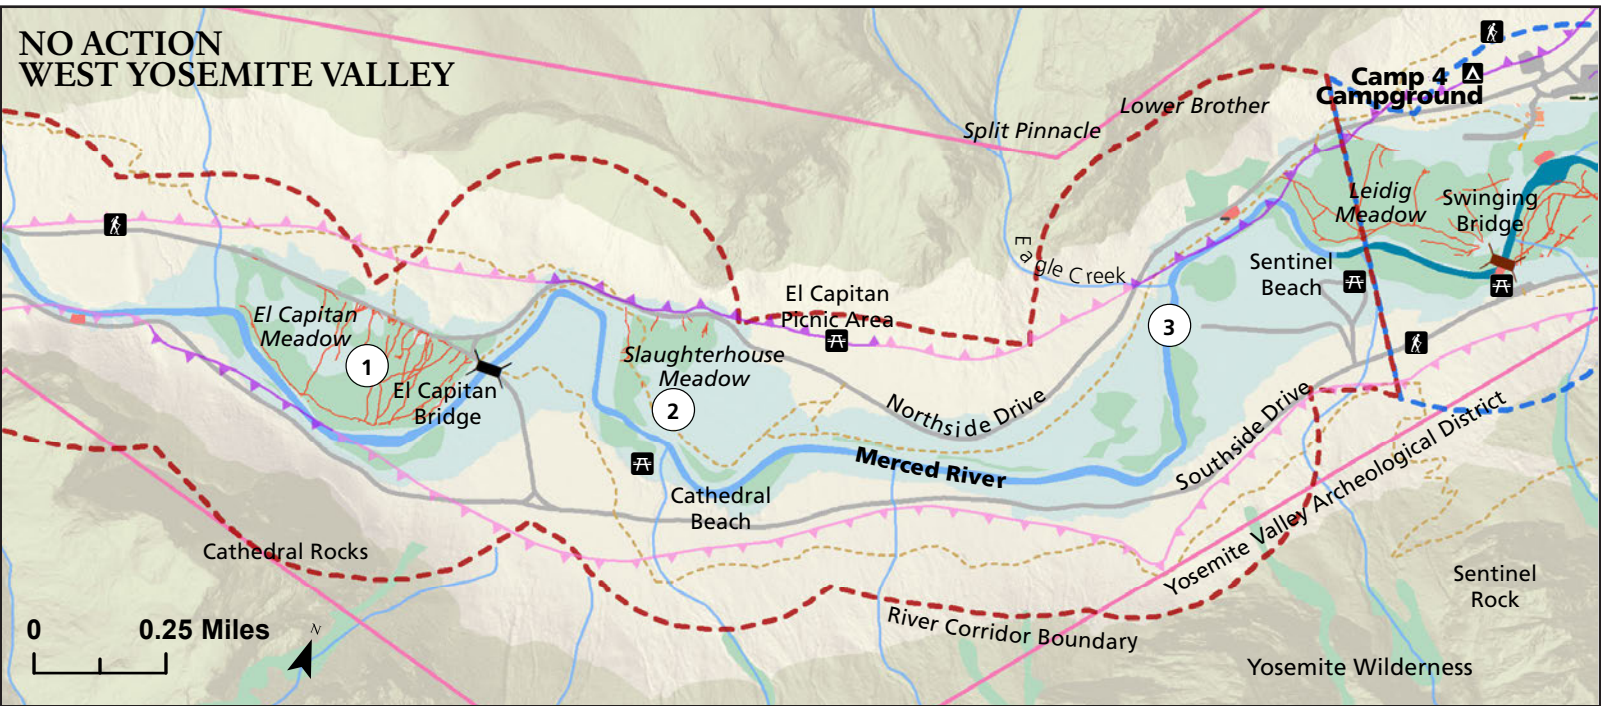 NO ACTION
WEST YOSEMITE VALLEY
Camp 4
Campground
Lower Brother
Split Pinnacle
Leidig
Meadow
Swinging
Bridge
Eagle Creek
Sentinel
Beach
El Capitan
Picnic Area
El Capitan
Meadow
1
El Capitan
Bridge
Slaughterhouse
Meadow
2
3
Northside Drive
Southside Drive
Merced River
Cathedral
Beach
Yosemite Valley Archeological District
Cathedral Rocks
River Corridor Boundary
Sentinel
Rock
Yosemite Wilderness
0 0.25 Miles
N